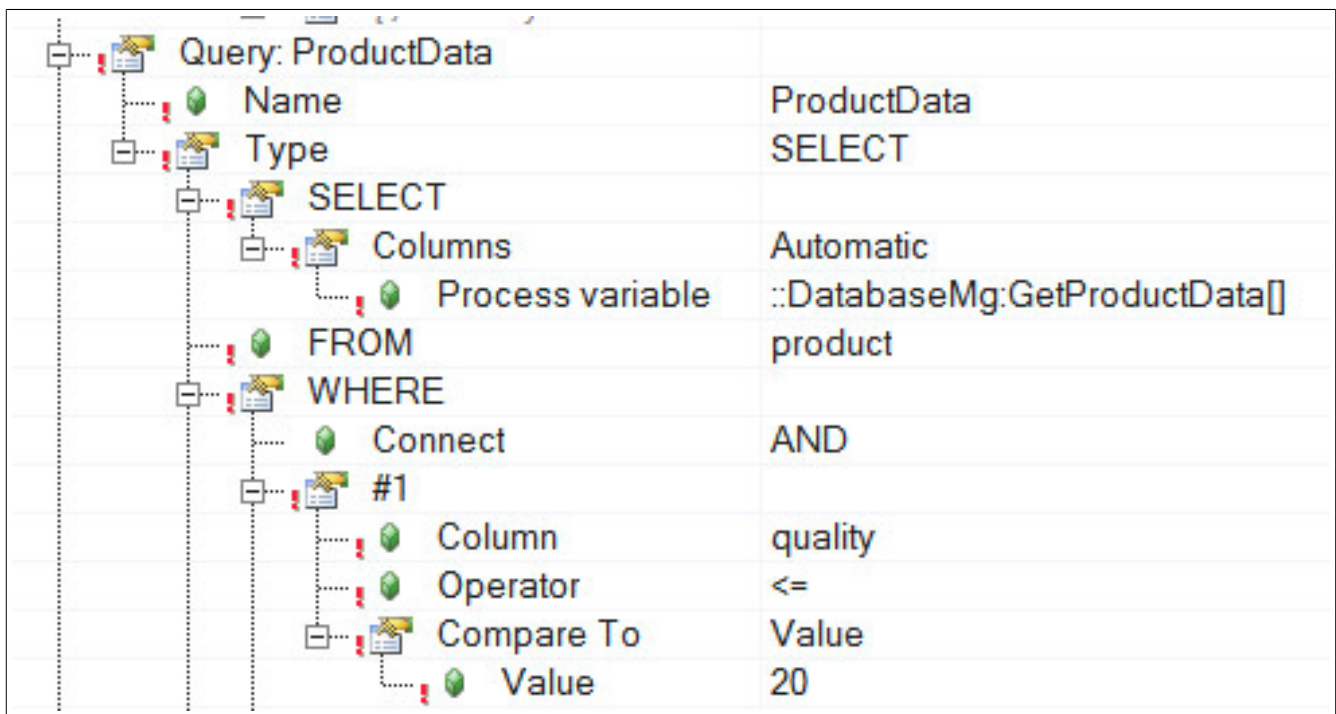 Query: ProductData
Name ProductData
Type SELECT
SELECT
Columns Automatic
Process variable ::DatabaseMg:GetProductData[]
FROM product
WHERE
Connect AND
#1
Column quality
Operator <=
Compare To Value
Value 20